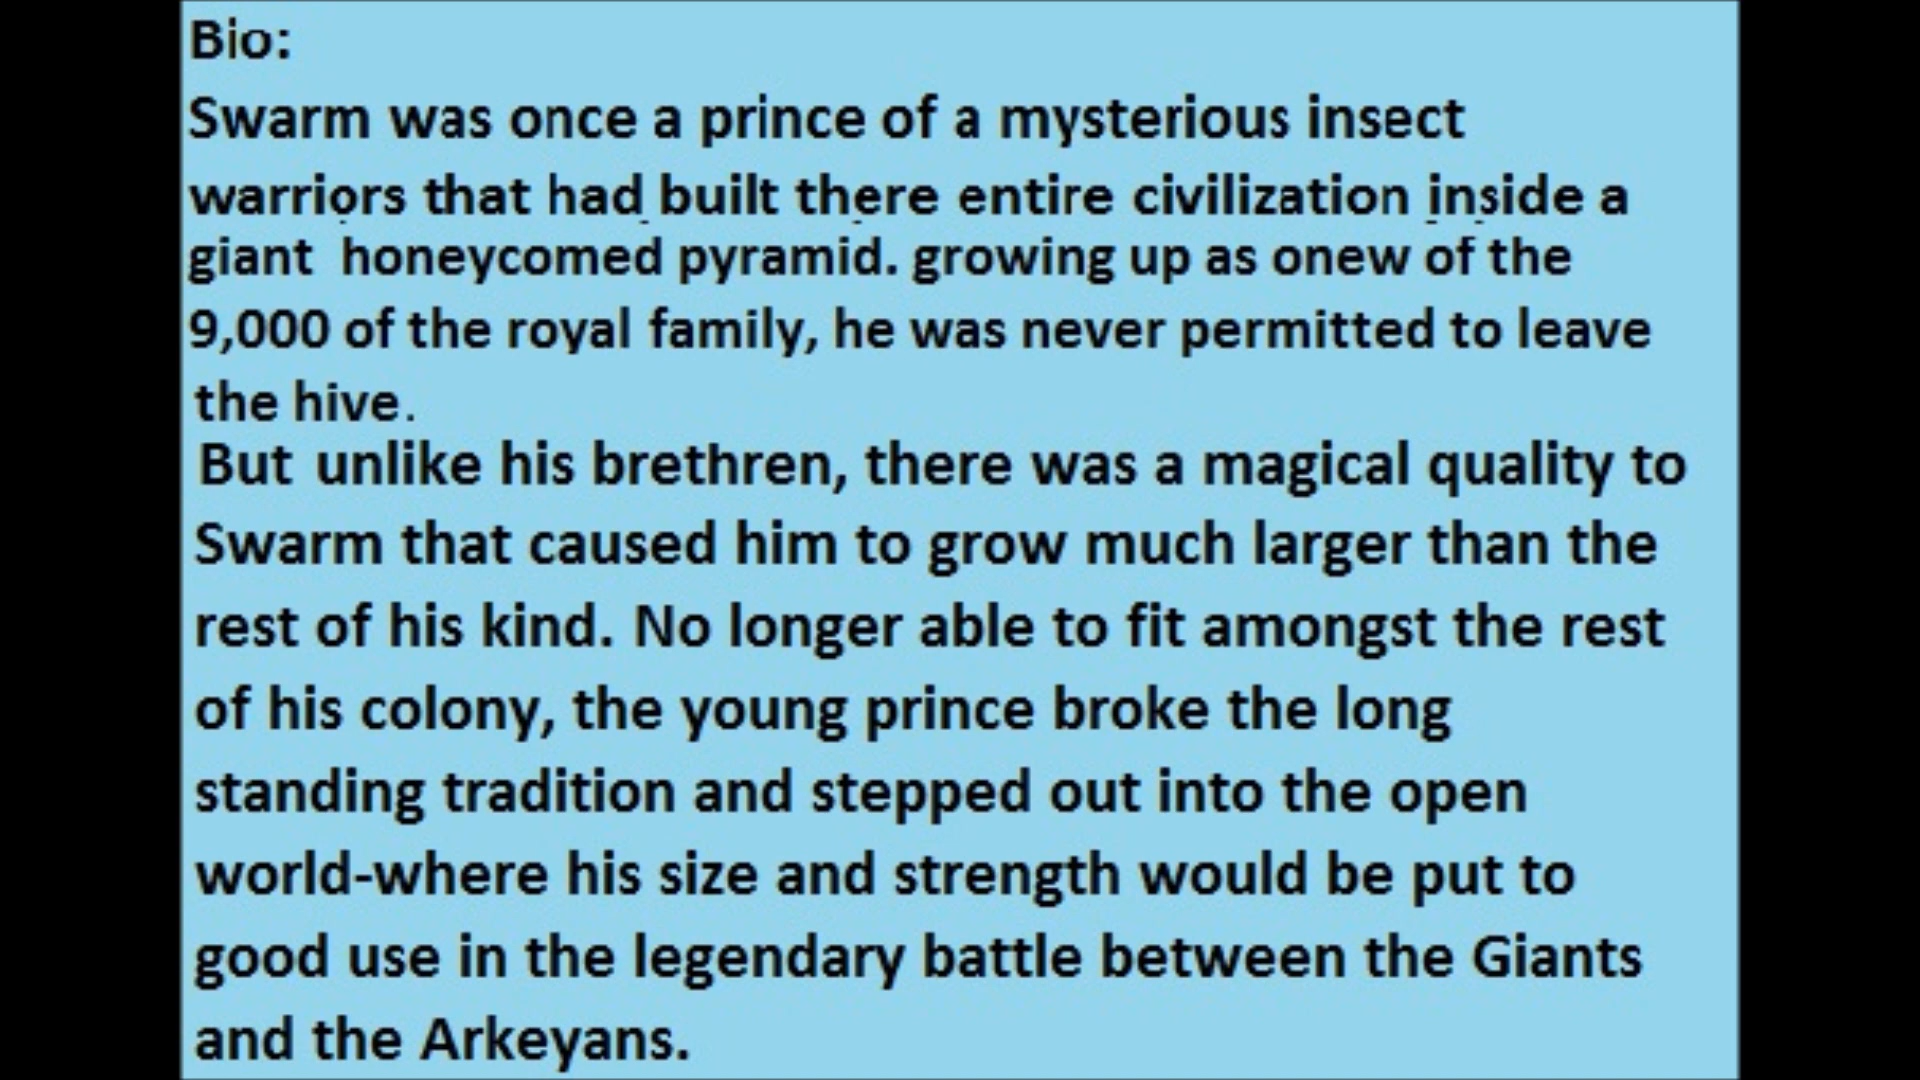 Bio:
Swarm was once a prince of a mysterious insect
warriors that had built there entire civilization inside a
giant honeycomed pyramid. growing up as onew of the
9,000 of the royal family, he was never permitted to leave
the hive.
But unlike his brethren, there was a magical quality to
Swarm that caused him to grow much larger than the
rest of his kind. No longer able to fit amongst the rest
of his colony, the young prince broke the long
standing tradition and stepped out into the open
world-where his size and strength would be put to
good use in the legendary battle between the Giants
and the Arkeyans.